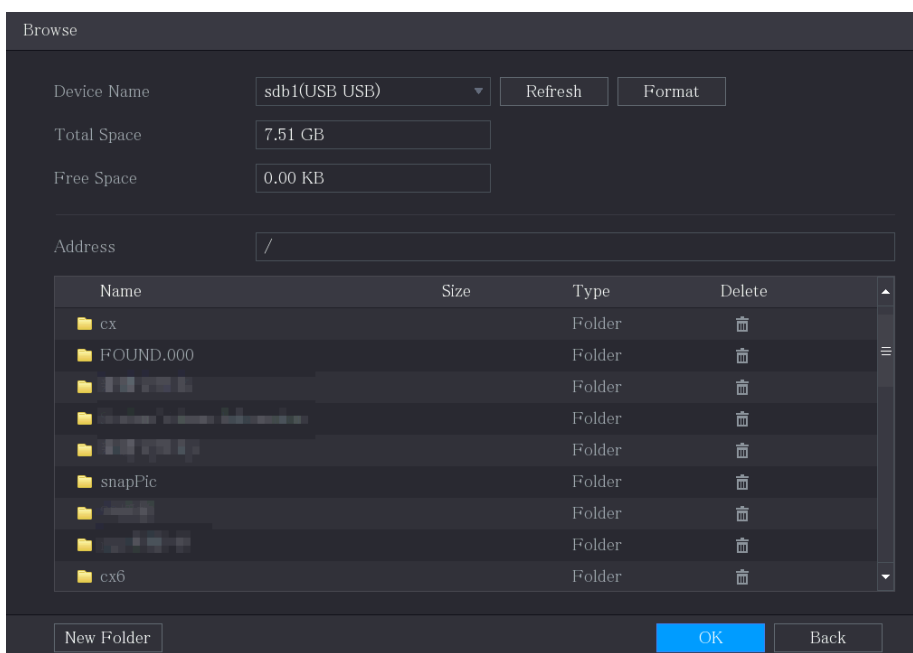 Browse
Device Name sdb1(USB USB) Refresh Format
Total Space 7.51 GB
Free Space 0.00 KB
Address /
Name Size Type Delete
cx Folder
FOUND.000 Folder
Folder
Folder
Folder
snapPic Folder
Folder
Folder
cx6 Folder
New Folder OK Back